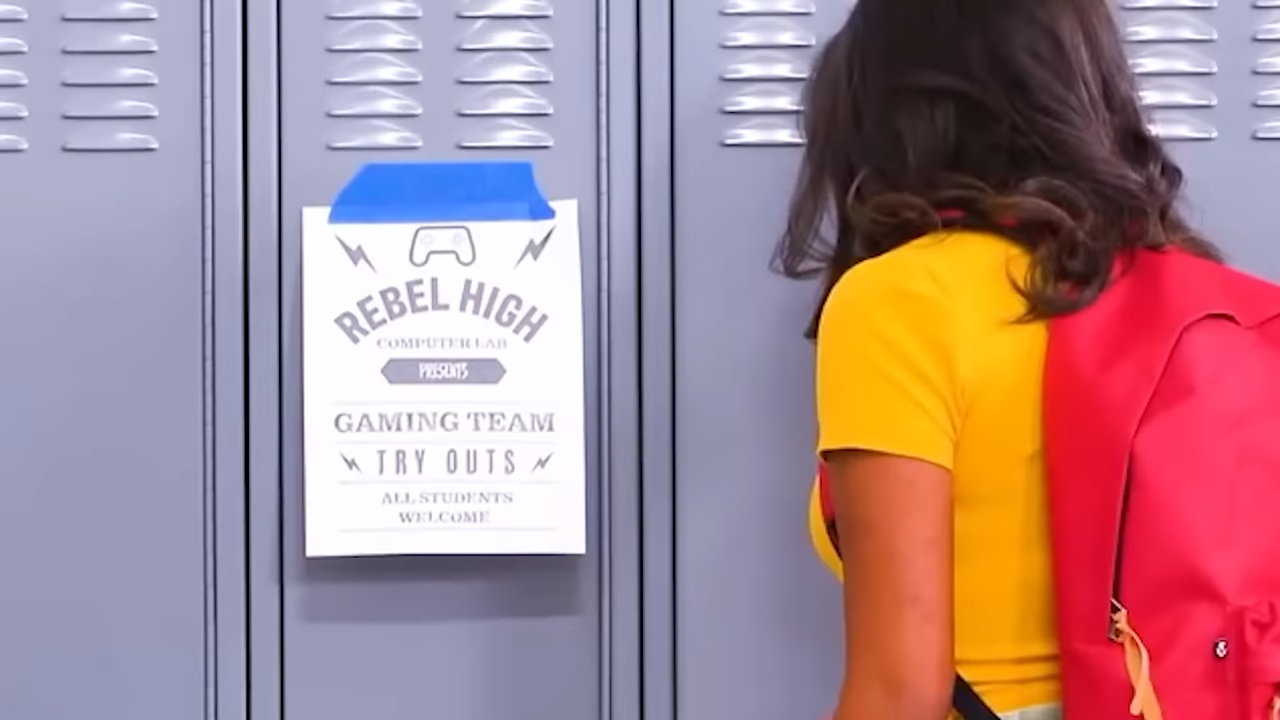 REBEL HIGH
COMPUTER LAB
PRESENTS
GAMING TEAM
TRY OUTS
ALL STUDENTS
WELCOME